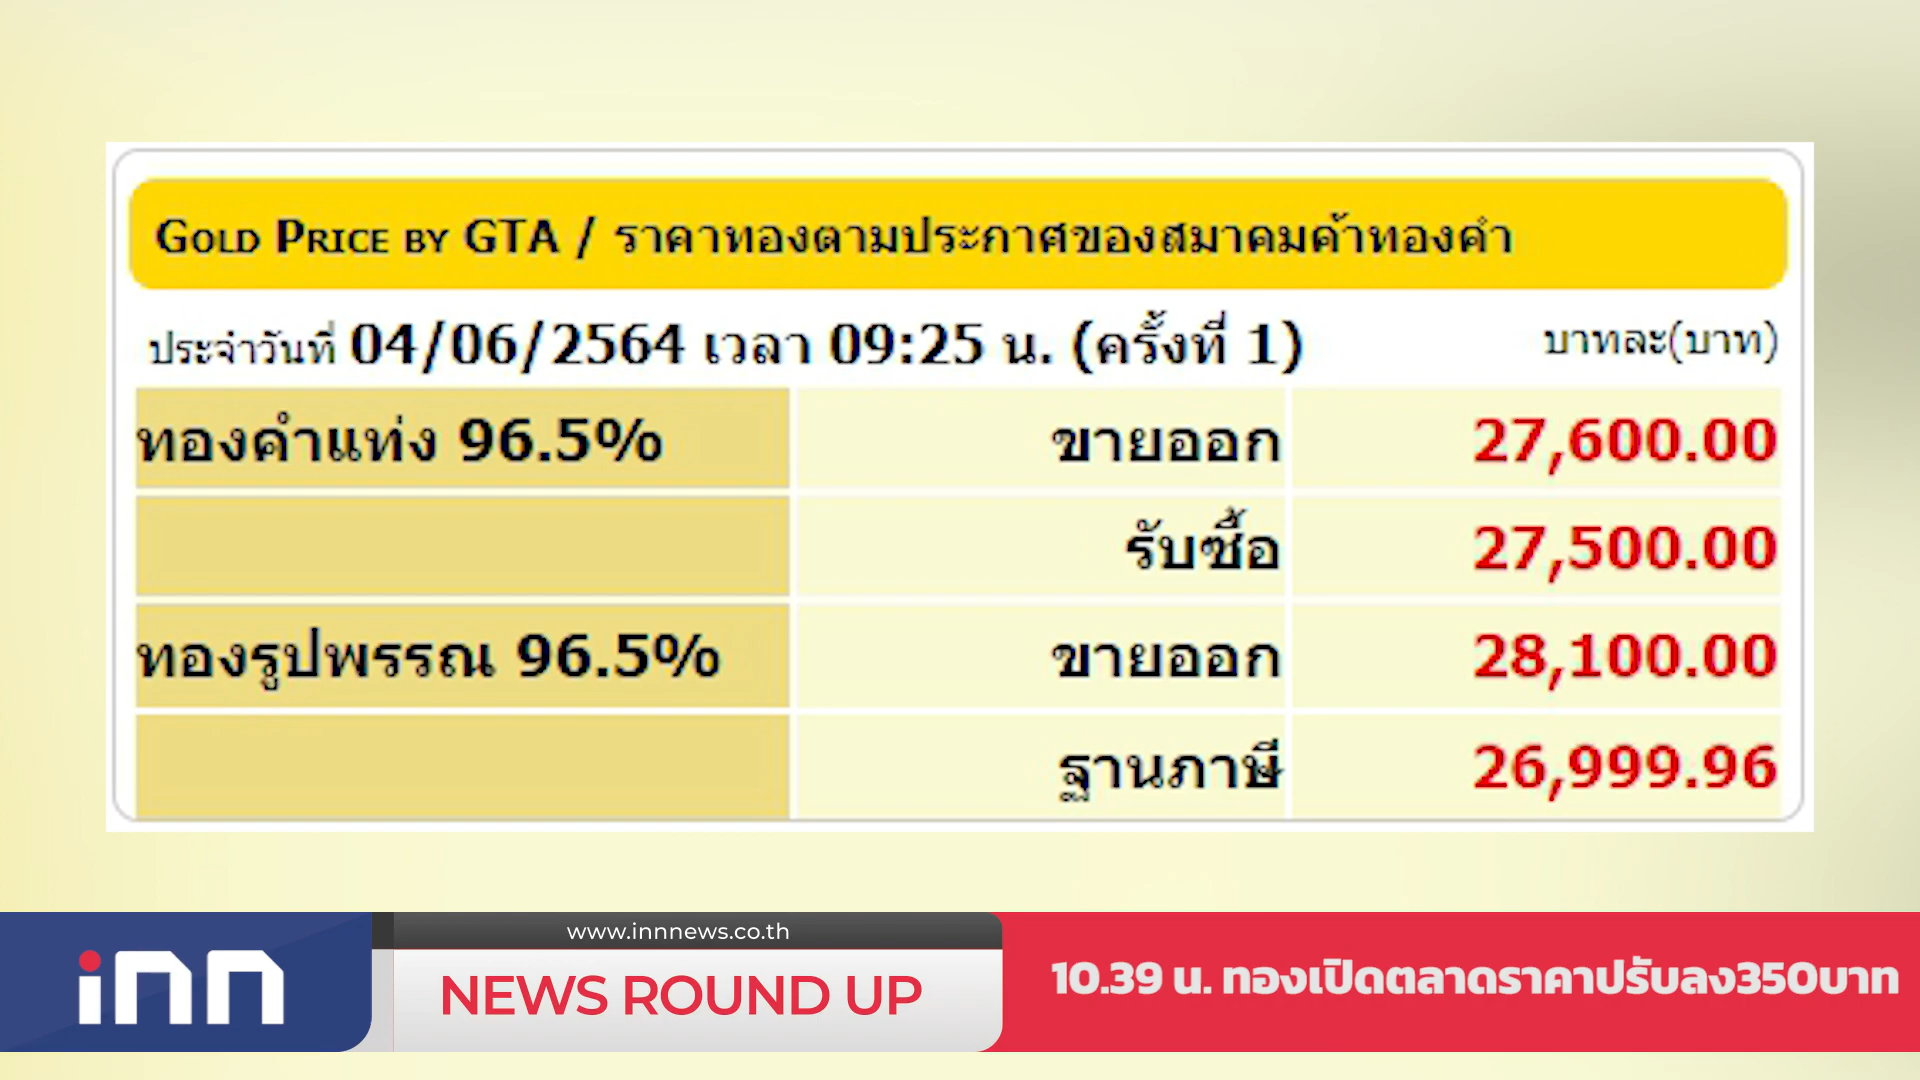 GOLD PRICE BY GTA / ราคาทองตามประกาศของสมาคมค้าทองคำ
ประจำวันที่ 04/06/2564 เวลา 09:25 น. (ครั้งที่ 1) บาทละ(บาท)
ทองคำแท่ง 96.5% ขายออก 27,600.00
รับซื้อ 27,500.00
ทองรูปพรรณ 96.5% ขายออก 28,100.00
ฐานภาษี 26,999.96
inn
www.innnews.co.th
NEWS ROUND UP
10.39 น. ทองเปิดตลาดราคาปรับลง350บาท